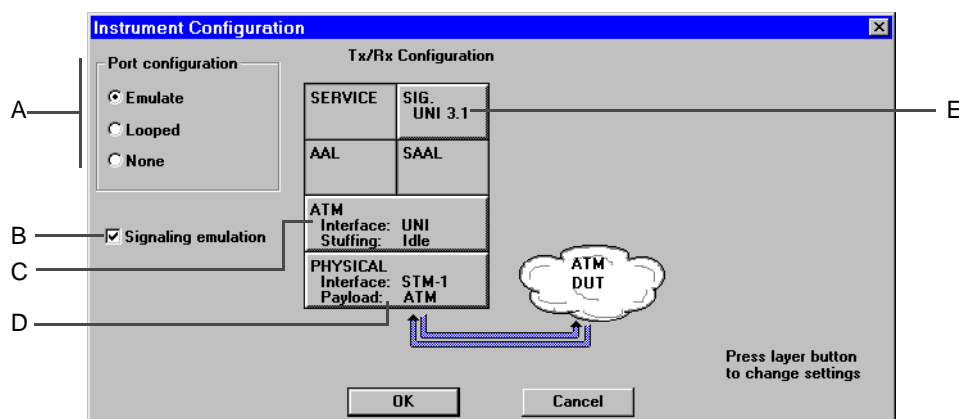 Instrument Configuration
Tx/Rx Configuration
Port configuration
A
Emulate
Looped
None
SERVICE
SIG.
UNI 3.1
E
AAL
SAAL
B
Signaling emulation
C
ATM
Interface: UNI
Stuffing: Idle
D
PHYSICAL
Interface: STM-1
Payload: ATM
ATM
DUT
Press layer button
to change settings
OK
Cancel